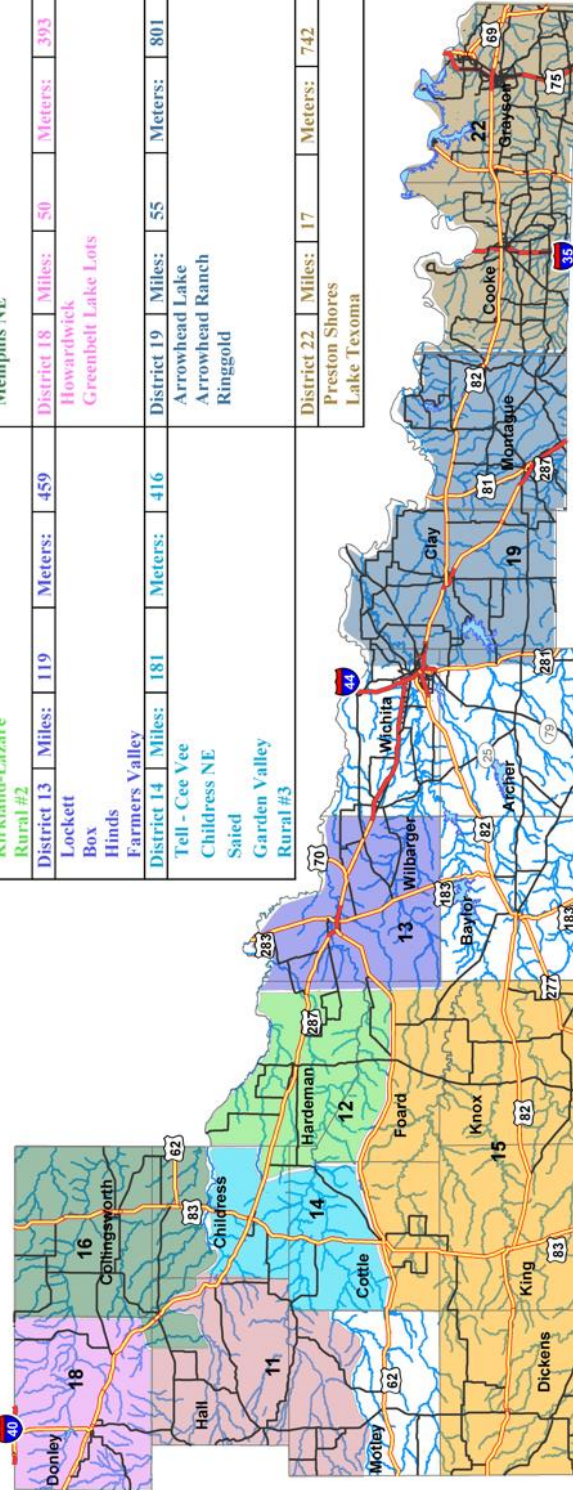 Kirkland-Lazare
Rural #2
District 13 Miles: 119 Meters: 459
Lockett
Box
Hinds
Farmers Valley
District 14 Miles: 181 Meters: 416
Tell - Cee Vee
Childress NE
Saied
Garden Valley
Rural #3
Memphis NE
District 18 Miles: 50 Meters: 393
Howardwick
Greenbelt Lake Lots
District 19 Miles: 55 Meters: 801
Arrowhead Lake
Arrowhead Ranch
Ringgold
District 22 Miles: 17 Meters: 742
Preston Shores
Lake Texoma
40
18
Donley
16
Collingsworth
62
83
Hall
11
Childress
14
Cottle
Motley
62
Hardeman
12
287
283
70
13
Wilbarger
183
Foard
Knox
15
82
King
83
Dickens
277
Baylor
183
82
Archer
25
79
281
Wichita
44
Clay
19
81
82
Montague
287
Cooke
35
22
Grayson
69
75